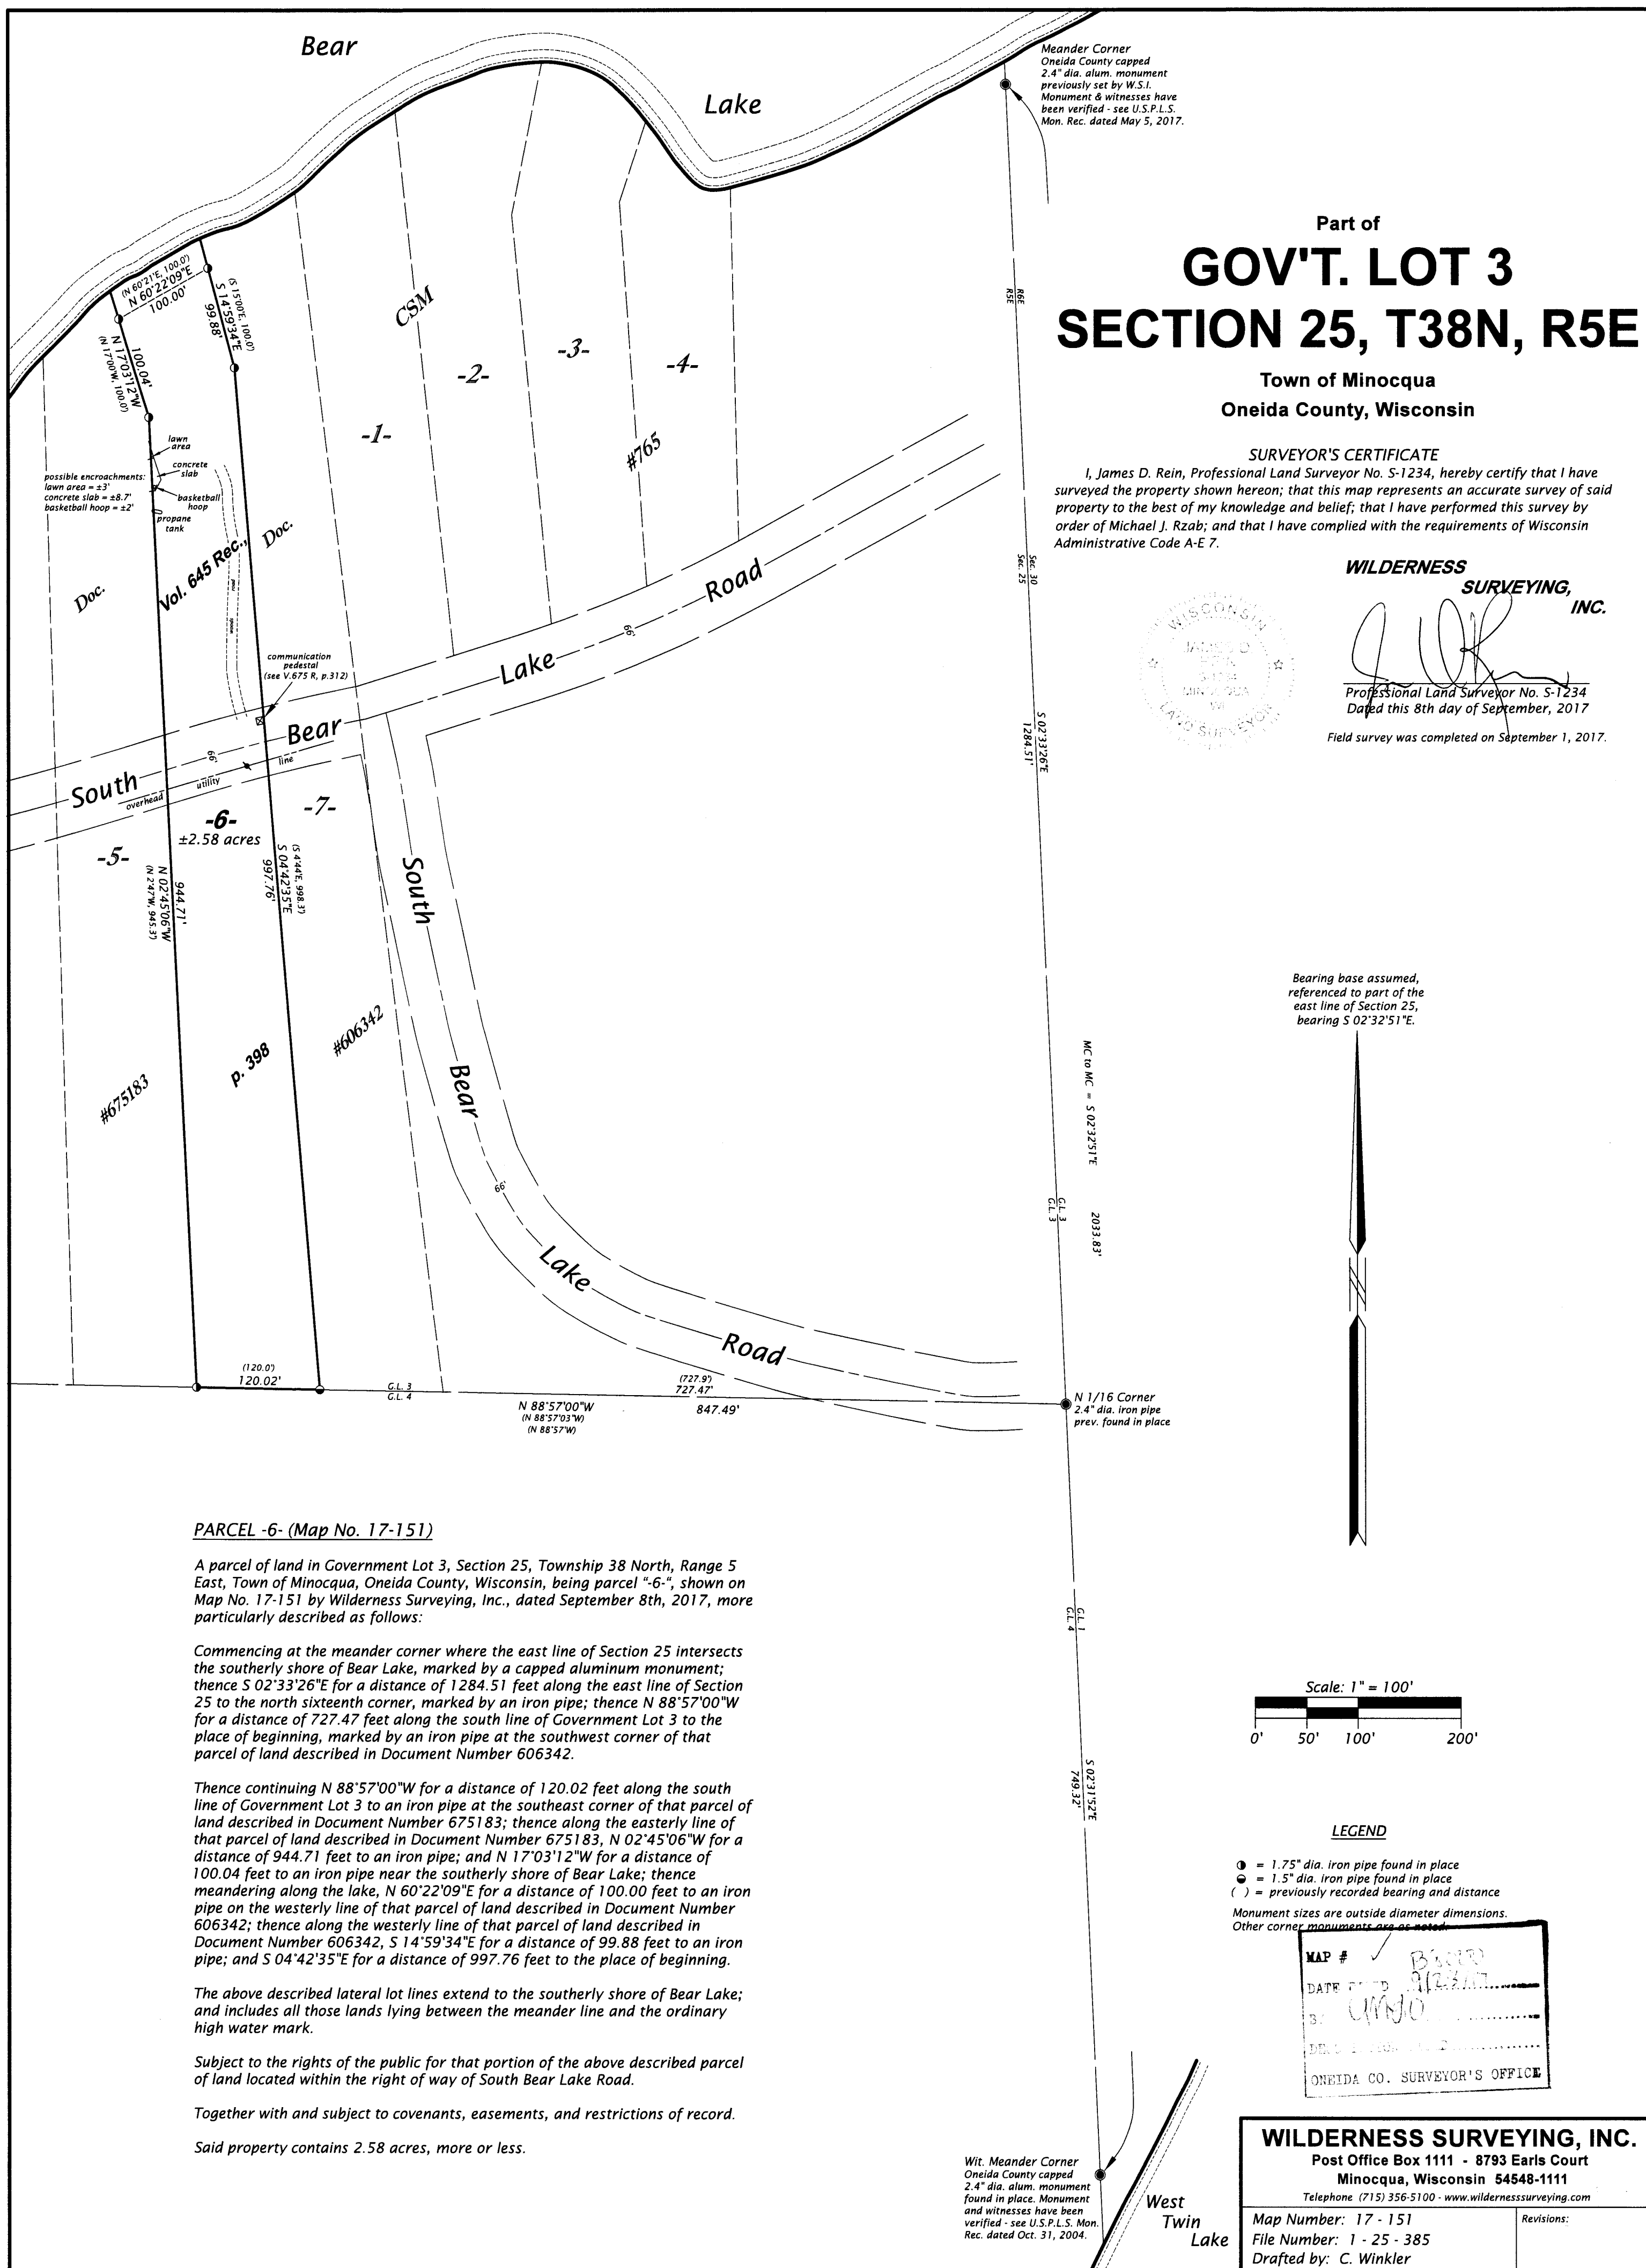 Bear
Lake
Meander Corner
Oneida County capped
2.4" dia. alum. monument
previously set by W.S.I.
Monument & witnesses have
been verified - see U.S.P.L.S.
Mon. Rec. dated May 5, 2017.
Part of
GOV'T. LOT 3
SECTION 25, T38N, R5E
Town of Minocqua
Oneida County, Wisconsin
SURVEYOR'S CERTIFICATE
I, James D. Rein, Professional Land Surveyor No. S-1234, hereby certify that I have
surveyed the property shown hereon; that this map represents an accurate survey of said
property to the best of my knowledge and belief; that I have performed this survey by
order of Michael J. Rzab; and that I have complied with the requirements of Wisconsin
Administrative Code A-E 7.
WILDERNESS
SURVEYING,
INC.
WISCONSIN
JAMES D
S-1234
MINOCQUA
WI
LAND SURVEYOR
Professional Land Surveyor No. S-1234
Dated this 8th day of September, 2017
Field survey was completed on September 1, 2017.
R6E
R5E
(N 60°21'E, 100.0')
N 60°22'09"E
100.00'
(S 15°00'E, 100.0')
S 14°59'34"E
99.88'
100.04'
N 17°03'12"W
(N 17°00'W, 100.0')
CSM
-1-
-2-
-3-
-4-
#765
lawn
area
concrete
slab
possible encroachments:
lawn area = ±3'
concrete slab = ±8.7'
basketball hoop = ±2'
basketball
hoop
propane
tank
Doc.
Vol. 645 Rec.,
Doc.
Sec. 30
Sec. 25
communication
pedestal
(see V.675 R, p.312)
South
Bear
Lake
Road
66'
66'
overhead
utility
line
-5-
-6-
±2.58 acres
-7-
S 02°33'26"E
1284.51'
944.71'
N 02°45'06"W
(N 2°47'W, 945.3')
(S 4°44'E, 998.3')
S 04°42'35"E
997.76'
South
Bear
Lake
Road
66'
#675183
p. 398
#606342
Bearing base assumed,
referenced to part of the
east line of Section 25,
bearing S 02°32'51"E.
MC to MC = S 02°32'51"E 2033.83'
G.L. 3
G.L. 3
(120.0')
120.02'
G.L. 3
G.L. 4
(727.9')
727.47'
N 88°57'00"W
847.49'
(N 88°57'03"W)
(N 88°57'W)
N 1/16 Corner
2.4" dia. iron pipe
prev. found in place
PARCEL -6- (Map No. 17-151)
A parcel of land in Government Lot 3, Section 25, Township 38 North, Range 5
East, Town of Minocqua, Oneida County, Wisconsin, being parcel "-6-", shown on
Map No. 17-151 by Wilderness Surveying, Inc., dated September 8th, 2017, more
particularly described as follows:
Commencing at the meander corner where the east line of Section 25 intersects
the southerly shore of Bear Lake, marked by a capped aluminum monument;
thence S 02°33'26"E for a distance of 1284.51 feet along the east line of Section
25 to the north sixteenth corner, marked by an iron pipe; thence N 88°57'00"W
for a distance of 727.47 feet along the south line of Government Lot 3 to the
place of beginning, marked by an iron pipe at the southwest corner of that
parcel of land described in Document Number 606342.
Thence continuing N 88°57'00"W for a distance of 120.02 feet along the south
line of Government Lot 3 to an iron pipe at the southeast corner of that parcel of
land described in Document Number 675183; thence along the easterly line of
that parcel of land described in Document Number 675183, N 02°45'06"W for a
distance of 944.71 feet to an iron pipe; and N 17°03'12"W for a distance of
100.04 feet to an iron pipe near the southerly shore of Bear Lake; thence
meandering along the lake, N 60°22'09"E for a distance of 100.00 feet to an iron
pipe on the westerly line of that parcel of land described in Document Number
606342; thence along the westerly line of that parcel of land described in
Document Number 606342, S 14°59'34"E for a distance of 99.88 feet to an iron
pipe; and S 04°42'35"E for a distance of 997.76 feet to the place of beginning.
The above described lateral lot lines extend to the southerly shore of Bear Lake;
and includes all those lands lying between the meander line and the ordinary
high water mark.
Subject to the rights of the public for that portion of the above described parcel
of land located within the right of way of South Bear Lake Road.
Together with and subject to covenants, easements, and restrictions of record.
Said property contains 2.58 acres, more or less.
G.L. 1
G.L. 4
S 02°31'52"E
749.32'
Scale: 1" = 100'
0' 50' 100' 200'
LEGEND
= 1.75" dia. iron pipe found in place
= 1.5" dia. iron pipe found in place
( ) = previously recorded bearing and distance
Monument sizes are outside diameter dimensions.
Other corner monuments are as noted.
MAP #
DATE
ONEIDA CO. SURVEYOR'S OFFICE
Wit. Meander Corner
Oneida County capped
2.4" dia. alum. monument
found in place. Monument
and witnesses have been
verified - see U.S.P.L.S. Mon.
Rec. dated Oct. 31, 2004.
West
Twin
Lake
WILDERNESS SURVEYING, INC.
Post Office Box 1111 - 8793 Earls Court
Minocqua, Wisconsin 54548-1111
Telephone (715) 356-5100 - www.wildernesssurveying.com
Map Number: 17 - 151
Revisions:
File Number: 1 - 25 - 385
Drafted by: C. Winkler